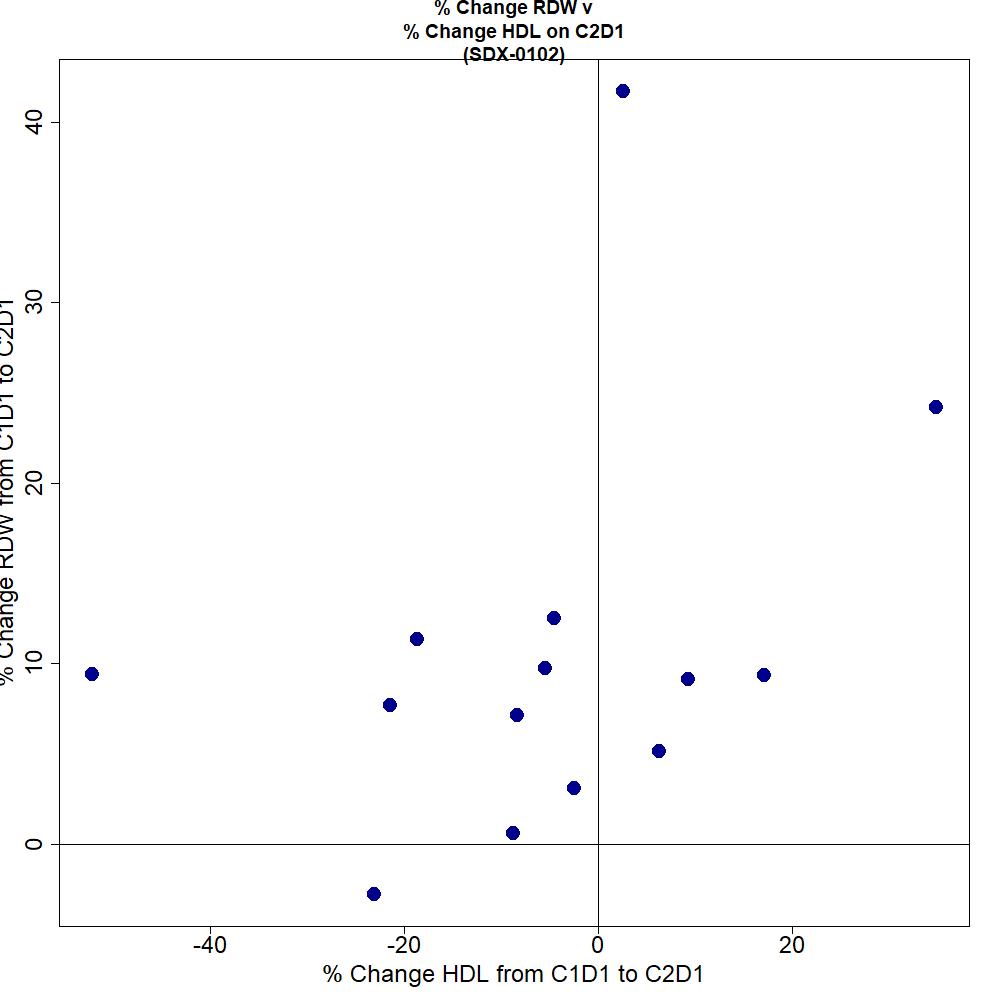 % Change RDW v
% Change HDL on C2D1
(SDX-0102)
% Change RDW from C1D1 to C2D1
40
30
20
10
0
-40
-20
0
20
% Change HDL from C1D1 to C2D1